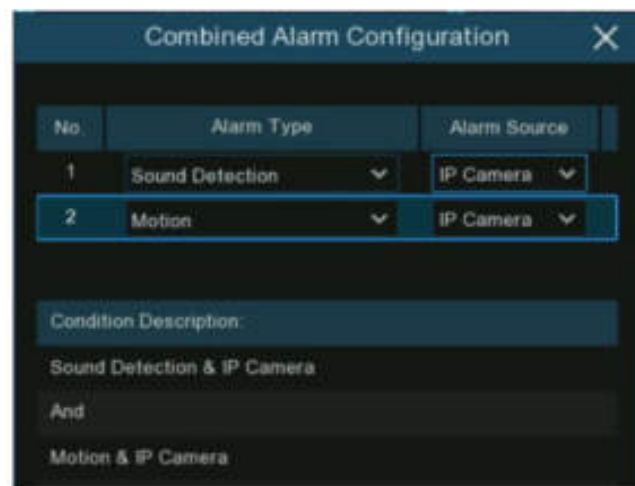 Combined Alarm Configuration
No. Alarm Type Alarm Source
1 Sound Detection IP Camera
2 Motion IP Camera
Condition Description:
Sound Detection & IP Camera
And
Motion & IP Camera